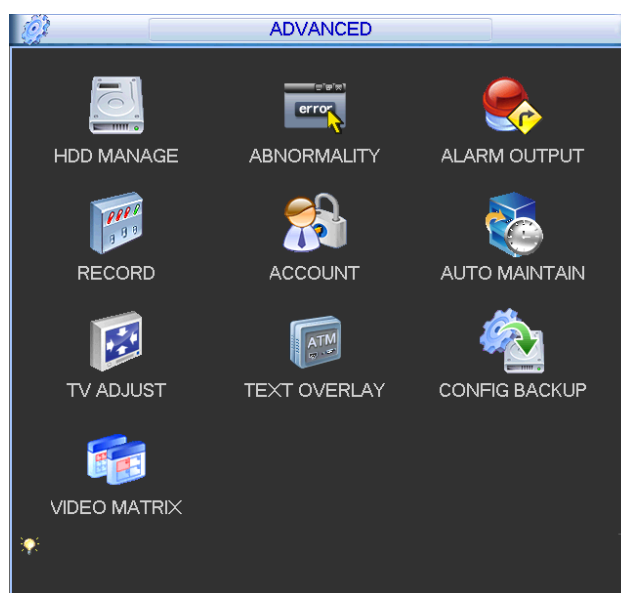 ADVANCED
error
HDD MANAGE
ABNORMALITY
ALARM OUTPUT
RECORD
ACCOUNT
AUTO MAINTAIN
ATM
TV ADJUST
TEXT OVERLAY
CONFIG BACKUP
VIDEO MATRIX